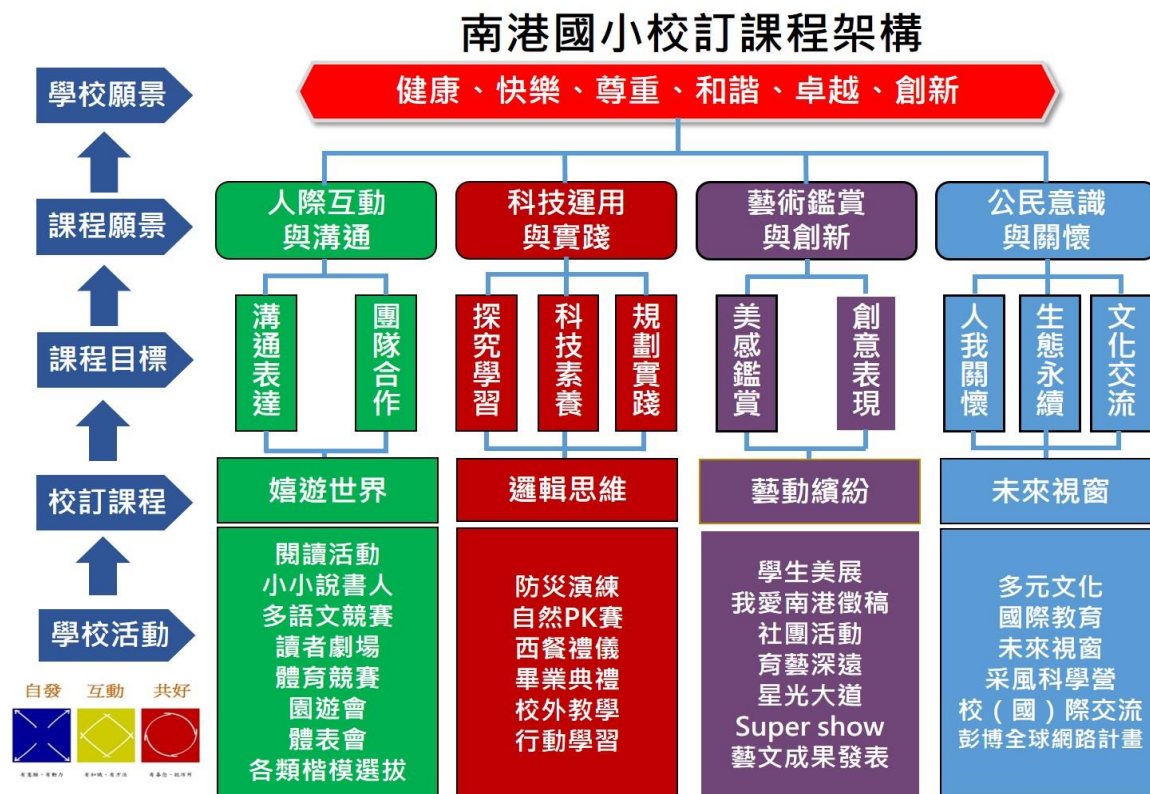 南港國小校訂課程架構
學校願景
健康、快樂、尊重、和諧、卓越、創新
課程願景
人際互動
與溝通
科技運用
與實踐
藝術鑑賞
與創新
公民意識
與關懷
課程目標
溝通表達
團隊合作
探究學習
科技素養
規劃實踐
美感鑑賞
創意表現
人我關懷
生態永續
文化交流
校訂課程
嬉遊世界
邏輯思維
藝動繽紛
未來視窗
學校活動
閱讀活動
小小說書人
多語文競賽
讀者劇場
體育競賽
園遊會
體表會
各類楷模選拔
防災演練
自然PK賽
西餐禮儀
畢業典禮
校外教學
行動學習
學生美展
我愛南港徵稿
社團活動
育藝深遠
星光大道
Super show
藝文成果發表
多元文化
國際教育
未來視窗
采風科學營
校（國）際交流
彭博全球網路計畫
自發
互動
共好